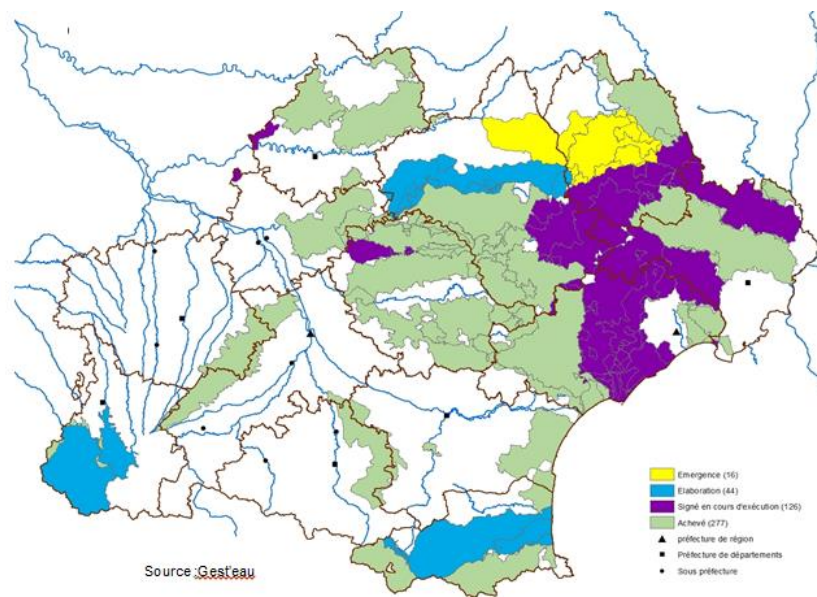 Emergence (16)
Elaboration (44)
Signé en cours d'exécution (126)
Achevé (277)
préfecture de région
Préfecture de départements
Sous préfecture
Source :Gest'eau